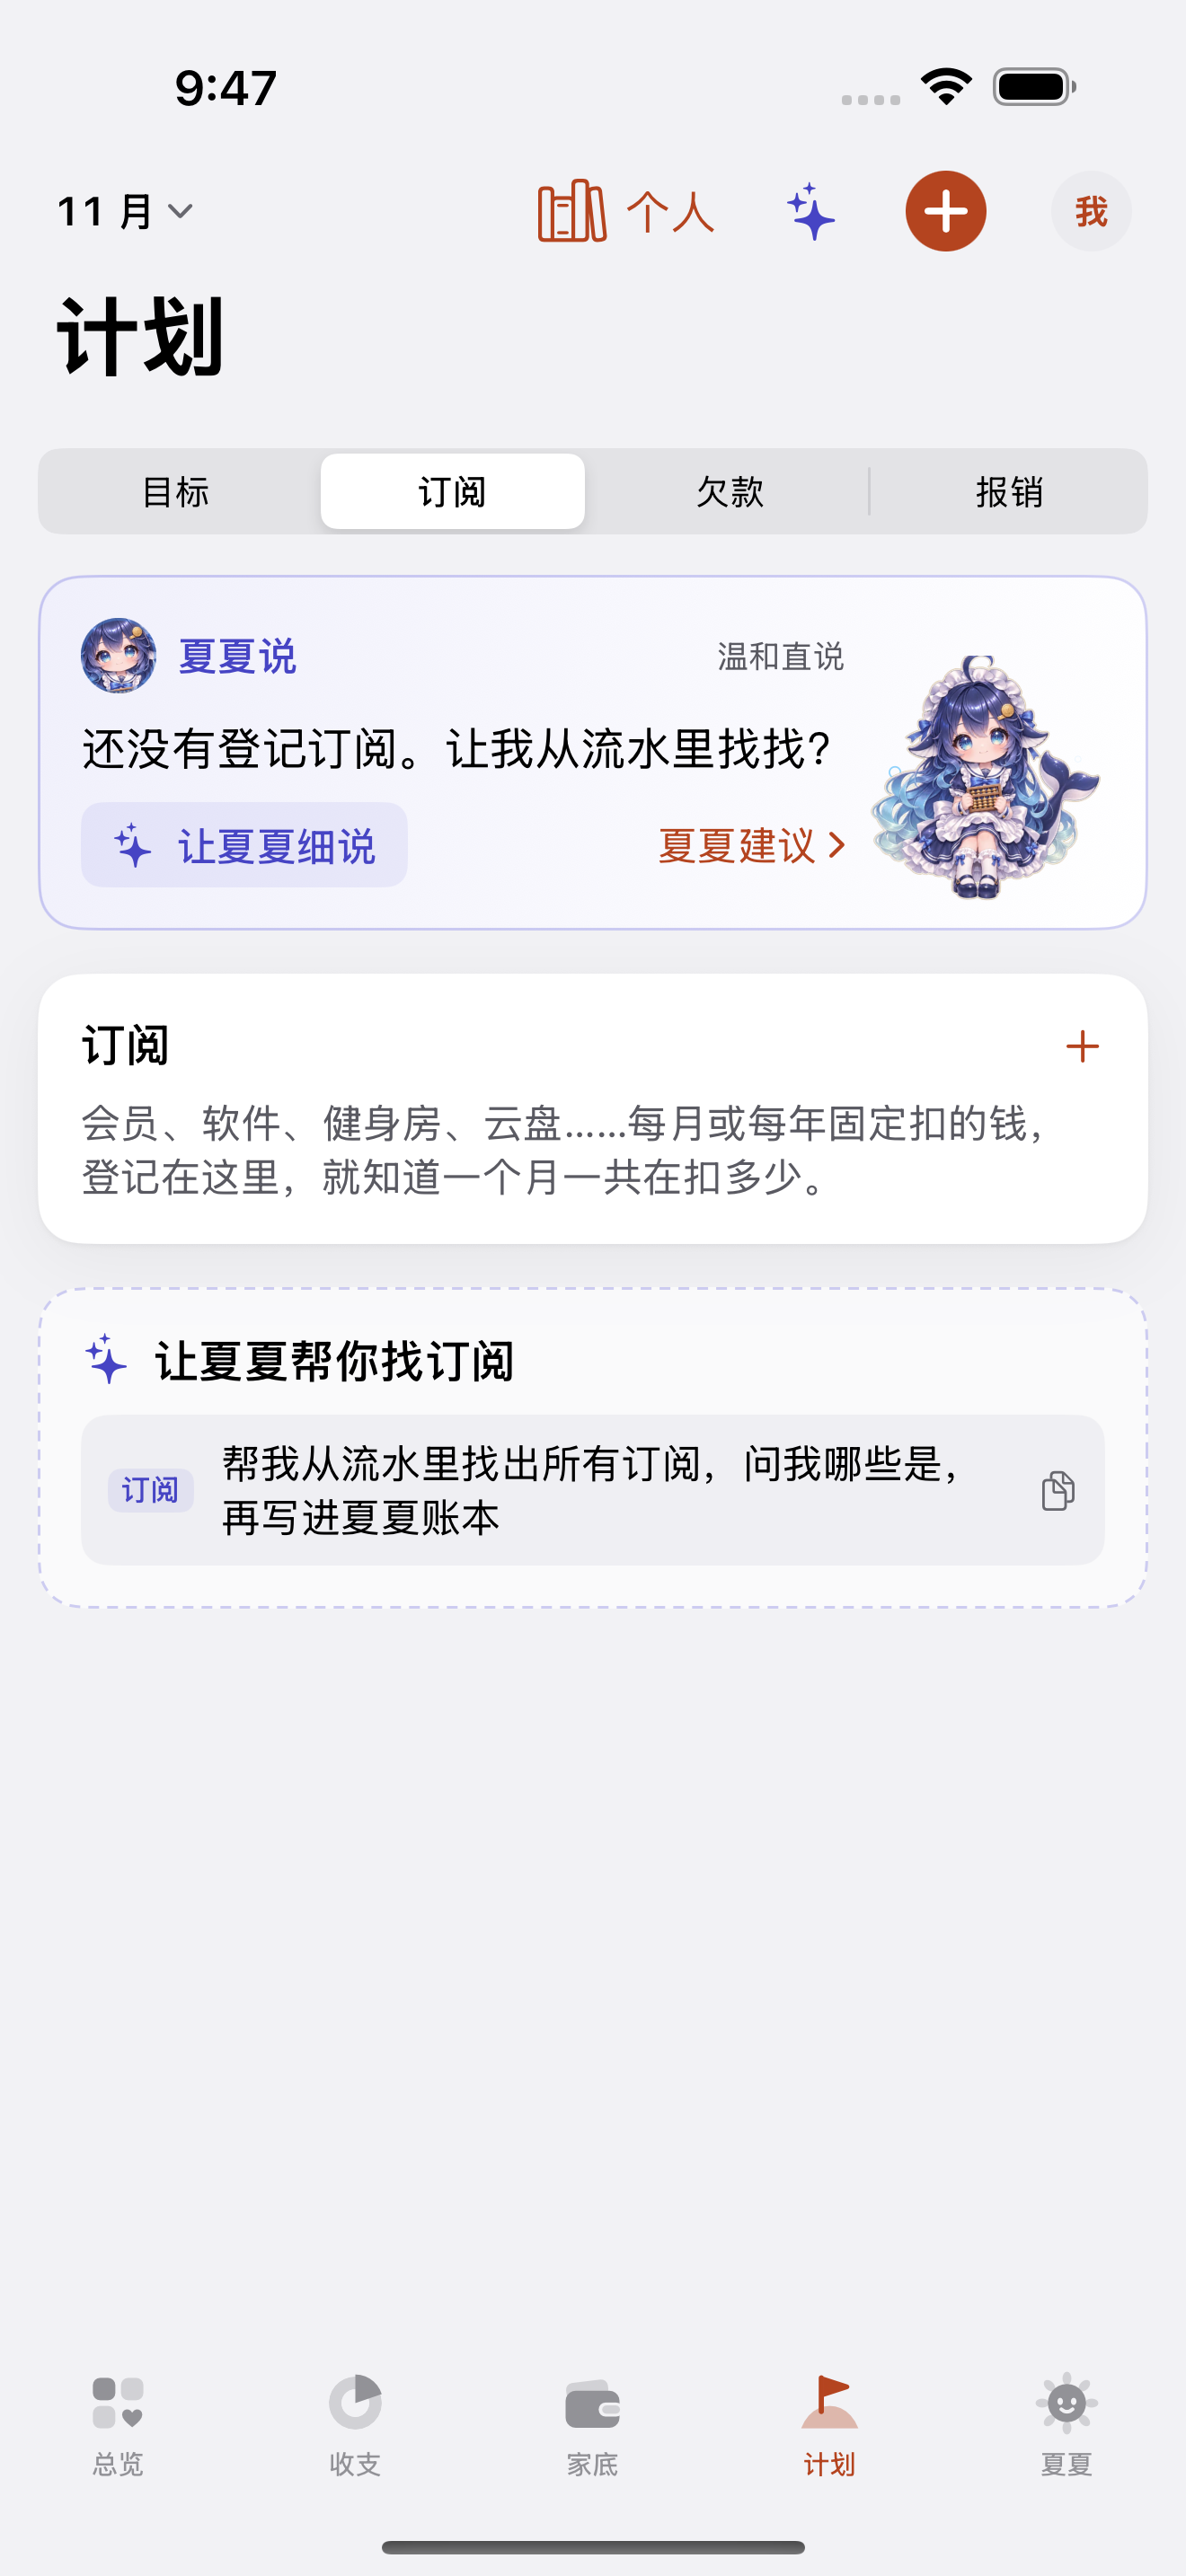 9:47
11 月
个人
我
计划
目标
订阅
欠款
报销
夏夏说
温和直说
还没有登记订阅。让我从流水里找找?
让夏夏细说
夏夏建议
订阅
会员、软件、健身房、云盘……每月或每年固定扣的钱,
登记在这里，就知道一个月一共在扣多少。
让夏夏帮你找订阅
订阅
帮我从流水里找出所有订阅，问我哪些是，
再写进夏夏账本
总览
收支
家底
计划
夏夏